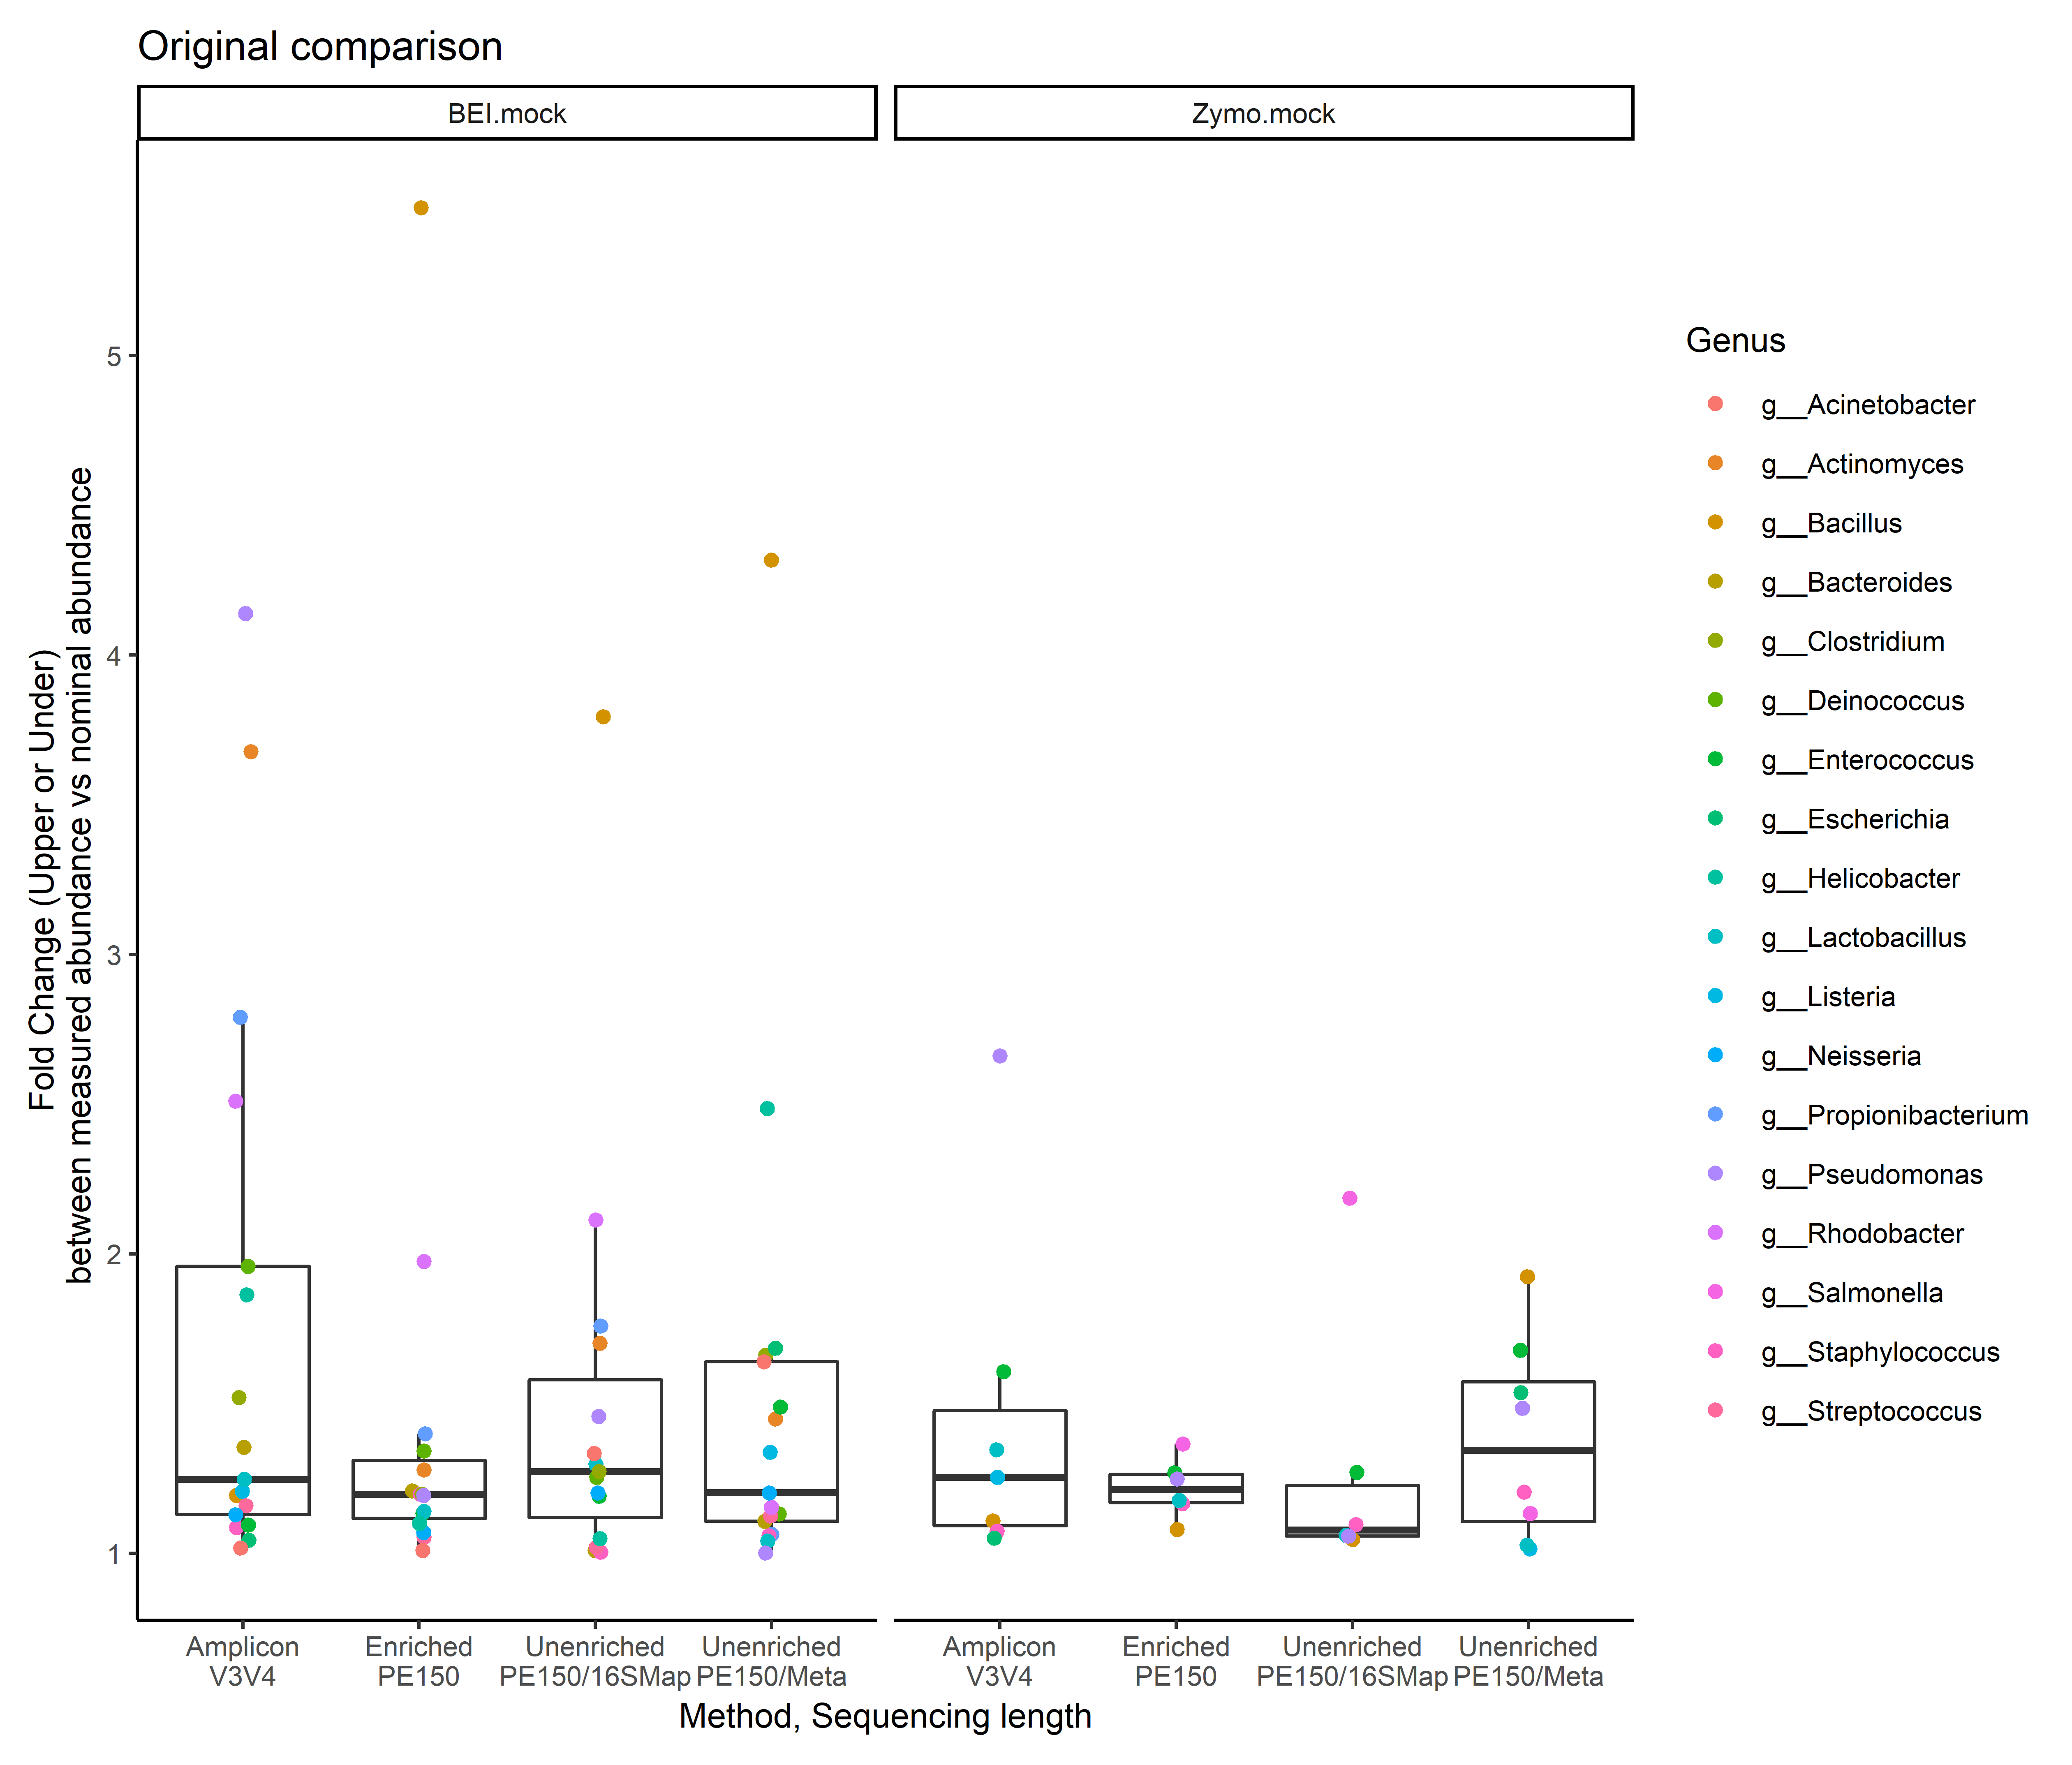 Original comparison
BEI.mock
Zymo.mock
Fold Change (Upper or Under)
between measured abundance vs nominal abundance
5
4
3
2
1
Amplicon
V3V4
Enriched
PE150
Unenriched
PE150/16SMap
Unenriched
PE150/Meta
Amplicon
V3V4
Enriched
PE150
Unenriched
PE150/16SMap
Unenriched
PE150/Meta
Method, Sequencing length
Genus
g__Acinetobacter
g__Actinomyces
g__Bacillus
g__Bacteroides
g__Clostridium
g__Deinococcus
g__Enterococcus
g__Escherichia
g__Helicobacter
g__Lactobacillus
g__Listeria
g__Neisseria
g__Propionibacterium
g__Pseudomonas
g__Rhodobacter
g__Salmonella
g__Staphylococcus
g__Streptococcus